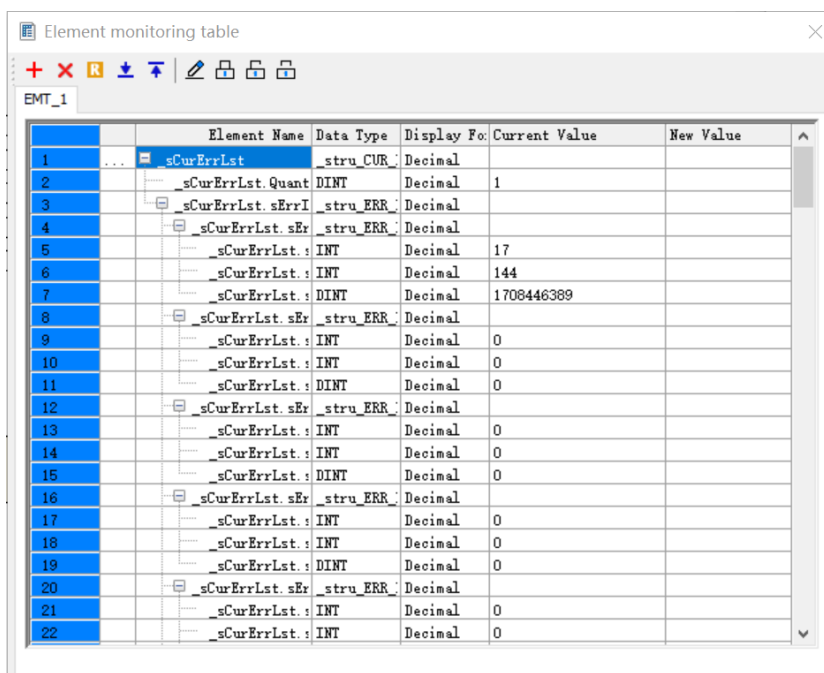 Element monitoring table
R
EMT_1
Element Name Data Type Display Fo: Current Value New Value
1 ... _sCurErrLst _stru_CUR_ Decimal
2 _sCurErrLst.Quant DINT Decimal 1
3 _sCurErrLst.sErrI _stru_ERR_ Decimal
4 _sCurErrLst.sEr _stru_ERR_ Decimal
5 _sCurErrLst.s INT Decimal 17
6 _sCurErrLst.s INT Decimal 144
7 _sCurErrLst.s DINT Decimal 1708446389
8 _sCurErrLst.sEr _stru_ERR_ Decimal
9 _sCurErrLst.s INT Decimal 0
10 _sCurErrLst.s INT Decimal 0
11 _sCurErrLst.s DINT Decimal 0
12 _sCurErrLst.sEr _stru_ERR_ Decimal
13 _sCurErrLst.s INT Decimal 0
14 _sCurErrLst.s INT Decimal 0
15 _sCurErrLst.s DINT Decimal 0
16 _sCurErrLst.sEr _stru_ERR_ Decimal
17 _sCurErrLst.s INT Decimal 0
18 _sCurErrLst.s INT Decimal 0
19 _sCurErrLst.s DINT Decimal 0
20 _sCurErrLst.sEr _stru_ERR_ Decimal
21 _sCurErrLst.s INT Decimal 0
22 _sCurErrLst.s INT Decimal 0